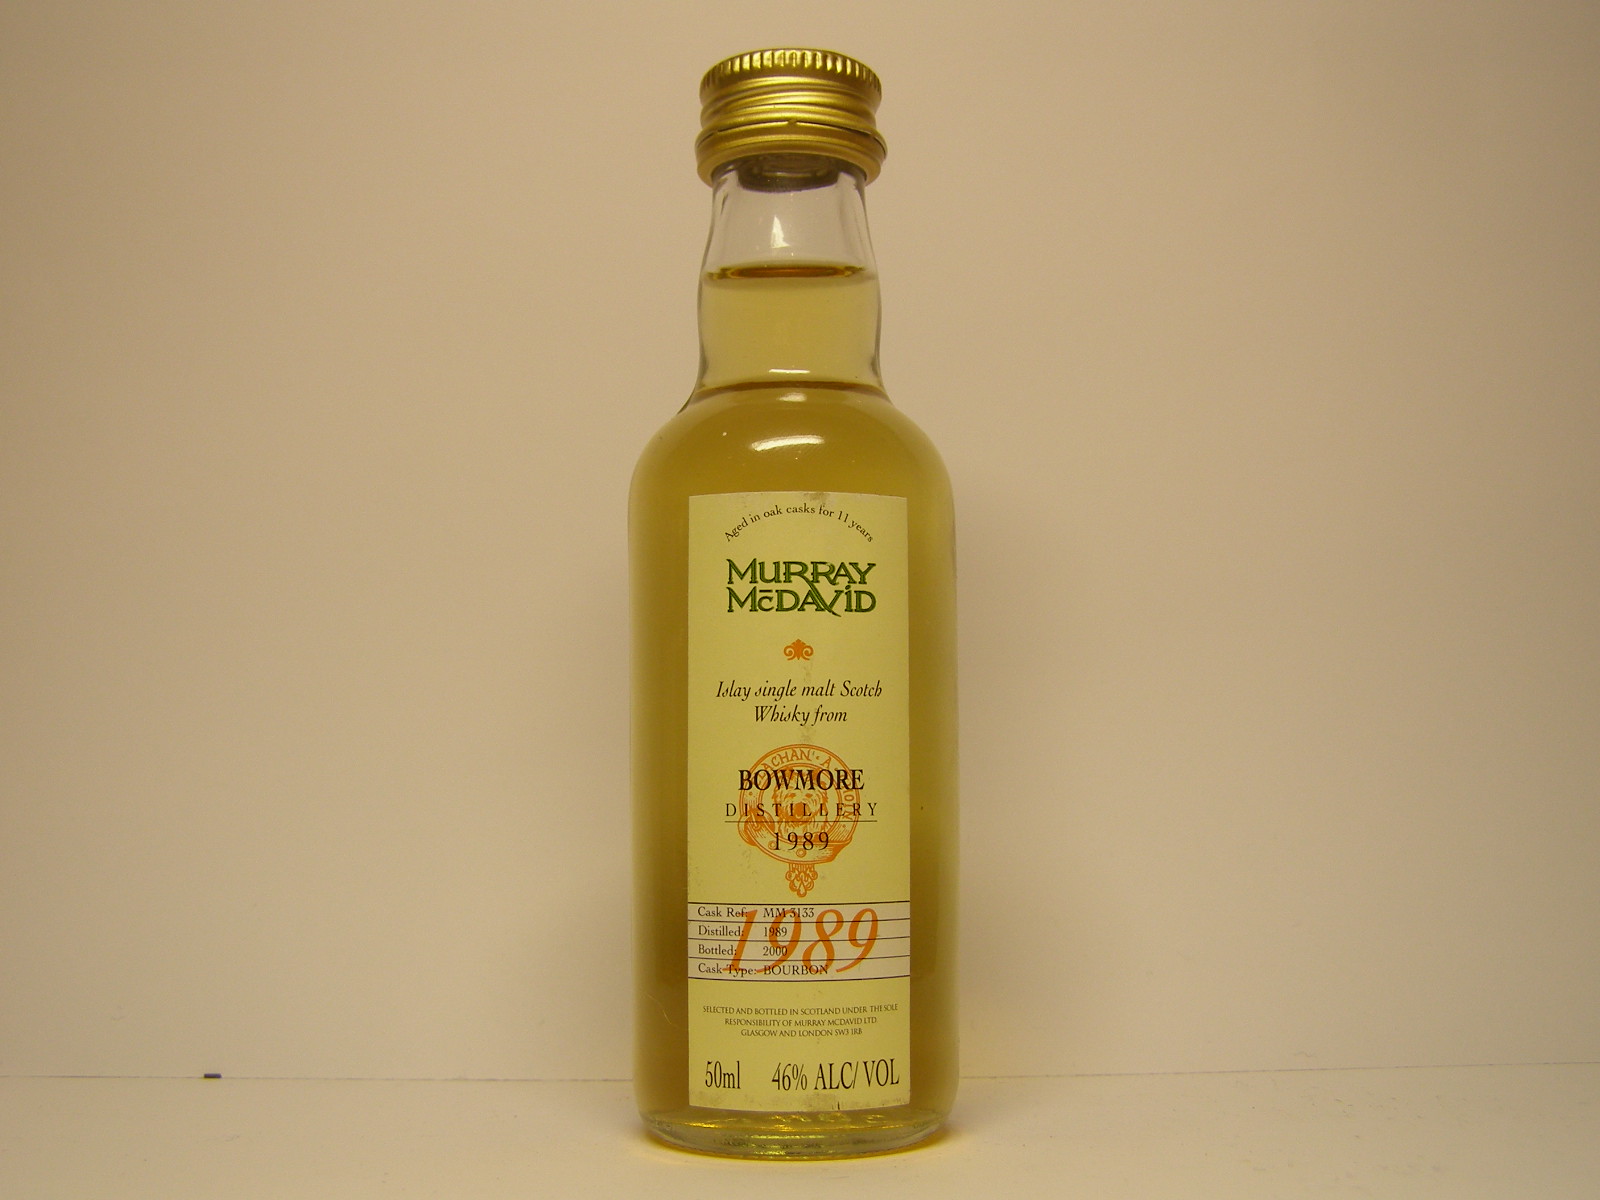 Aged in oak casks for 11 years
MURRAY
McDAVID
Islay single malt Scotch
Whisky from
BOWMORE
DISTILLERY
1989
Cask Ref: MM 3133
Distilled: 1989
Bottled: 2000
Cask Type: BOURBON
1989
SELECTED AND BOTTLED IN SCOTLAND UNDER THE SOLE
RESPONSIBILITY OF MURRAY MCDAVID LTD.
GLASGOW AND LONDON SW3 1RB
50ml 46% ALC/VOL